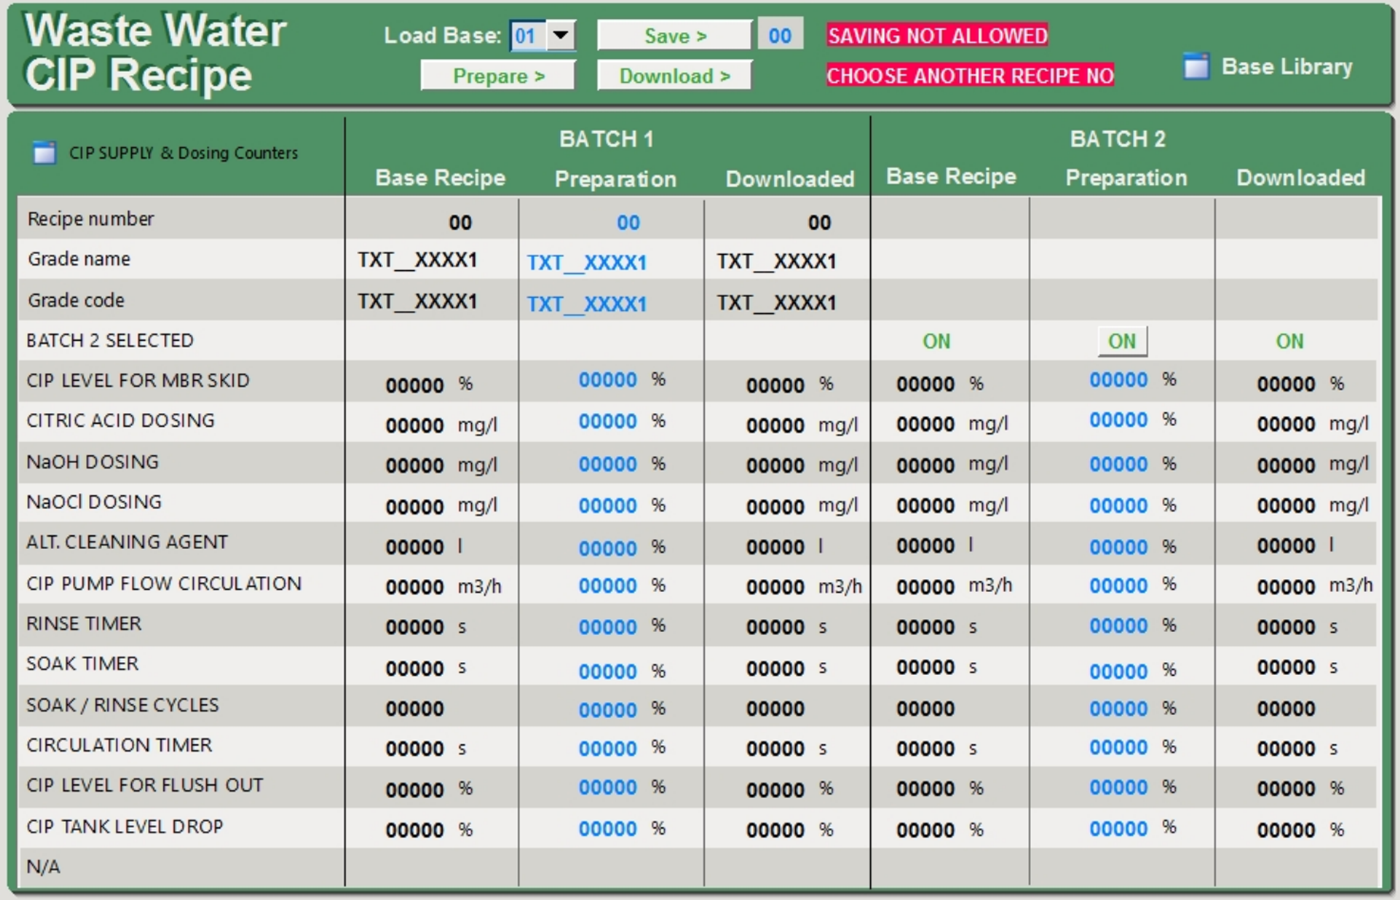 Waste Water
CIP Recipe
Load Base: 01 Save > 00 SAVING NOT ALLOWED
Prepare > Download > CHOOSE ANOTHER RECIPE NO
Base Library
CIP SUPPLY & Dosing Counters
BATCH 1 BATCH 2
Base Recipe Preparation Downloaded Base Recipe Preparation Downloaded
Recipe number 00 00 00
Grade name TXT__XXXX1 TXT__XXXX1 TXT__XXXX1
Grade code TXT__XXXX1 TXT__XXXX1 TXT__XXXX1
BATCH 2 SELECTED ON ON ON
CIP LEVEL FOR MBR SKID 00000 % 00000 % 00000 % 00000 % 00000 % 00000 %
CITRIC ACID DOSING 00000 mg/l 00000 % 00000 mg/l 00000 mg/l 00000 % 00000 mg/l
NaOH DOSING 00000 mg/l 00000 % 00000 mg/l 00000 mg/l 00000 % 00000 mg/l
NaOCl DOSING 00000 mg/l 00000 % 00000 mg/l 00000 mg/l 00000 % 00000 mg/l
ALT. CLEANING AGENT 00000 l 00000 % 00000 l 00000 l 00000 % 00000 l
CIP PUMP FLOW CIRCULATION 00000 m3/h 00000 % 00000 m3/h 00000 m3/h 00000 % 00000 m3/h
RINSE TIMER 00000 s 00000 % 00000 s 00000 s 00000 % 00000 s
SOAK TIMER 00000 s 00000 % 00000 s 00000 s 00000 % 00000 s
SOAK / RINSE CYCLES 00000 00000 % 00000 00000 00000 % 00000
CIRCULATION TIMER 00000 s 00000 % 00000 s 00000 s 00000 % 00000 s
CIP LEVEL FOR FLUSH OUT 00000 % 00000 % 00000 % 00000 % 00000 % 00000 %
CIP TANK LEVEL DROP 00000 % 00000 % 00000 % 00000 % 00000 % 00000 %
N/A